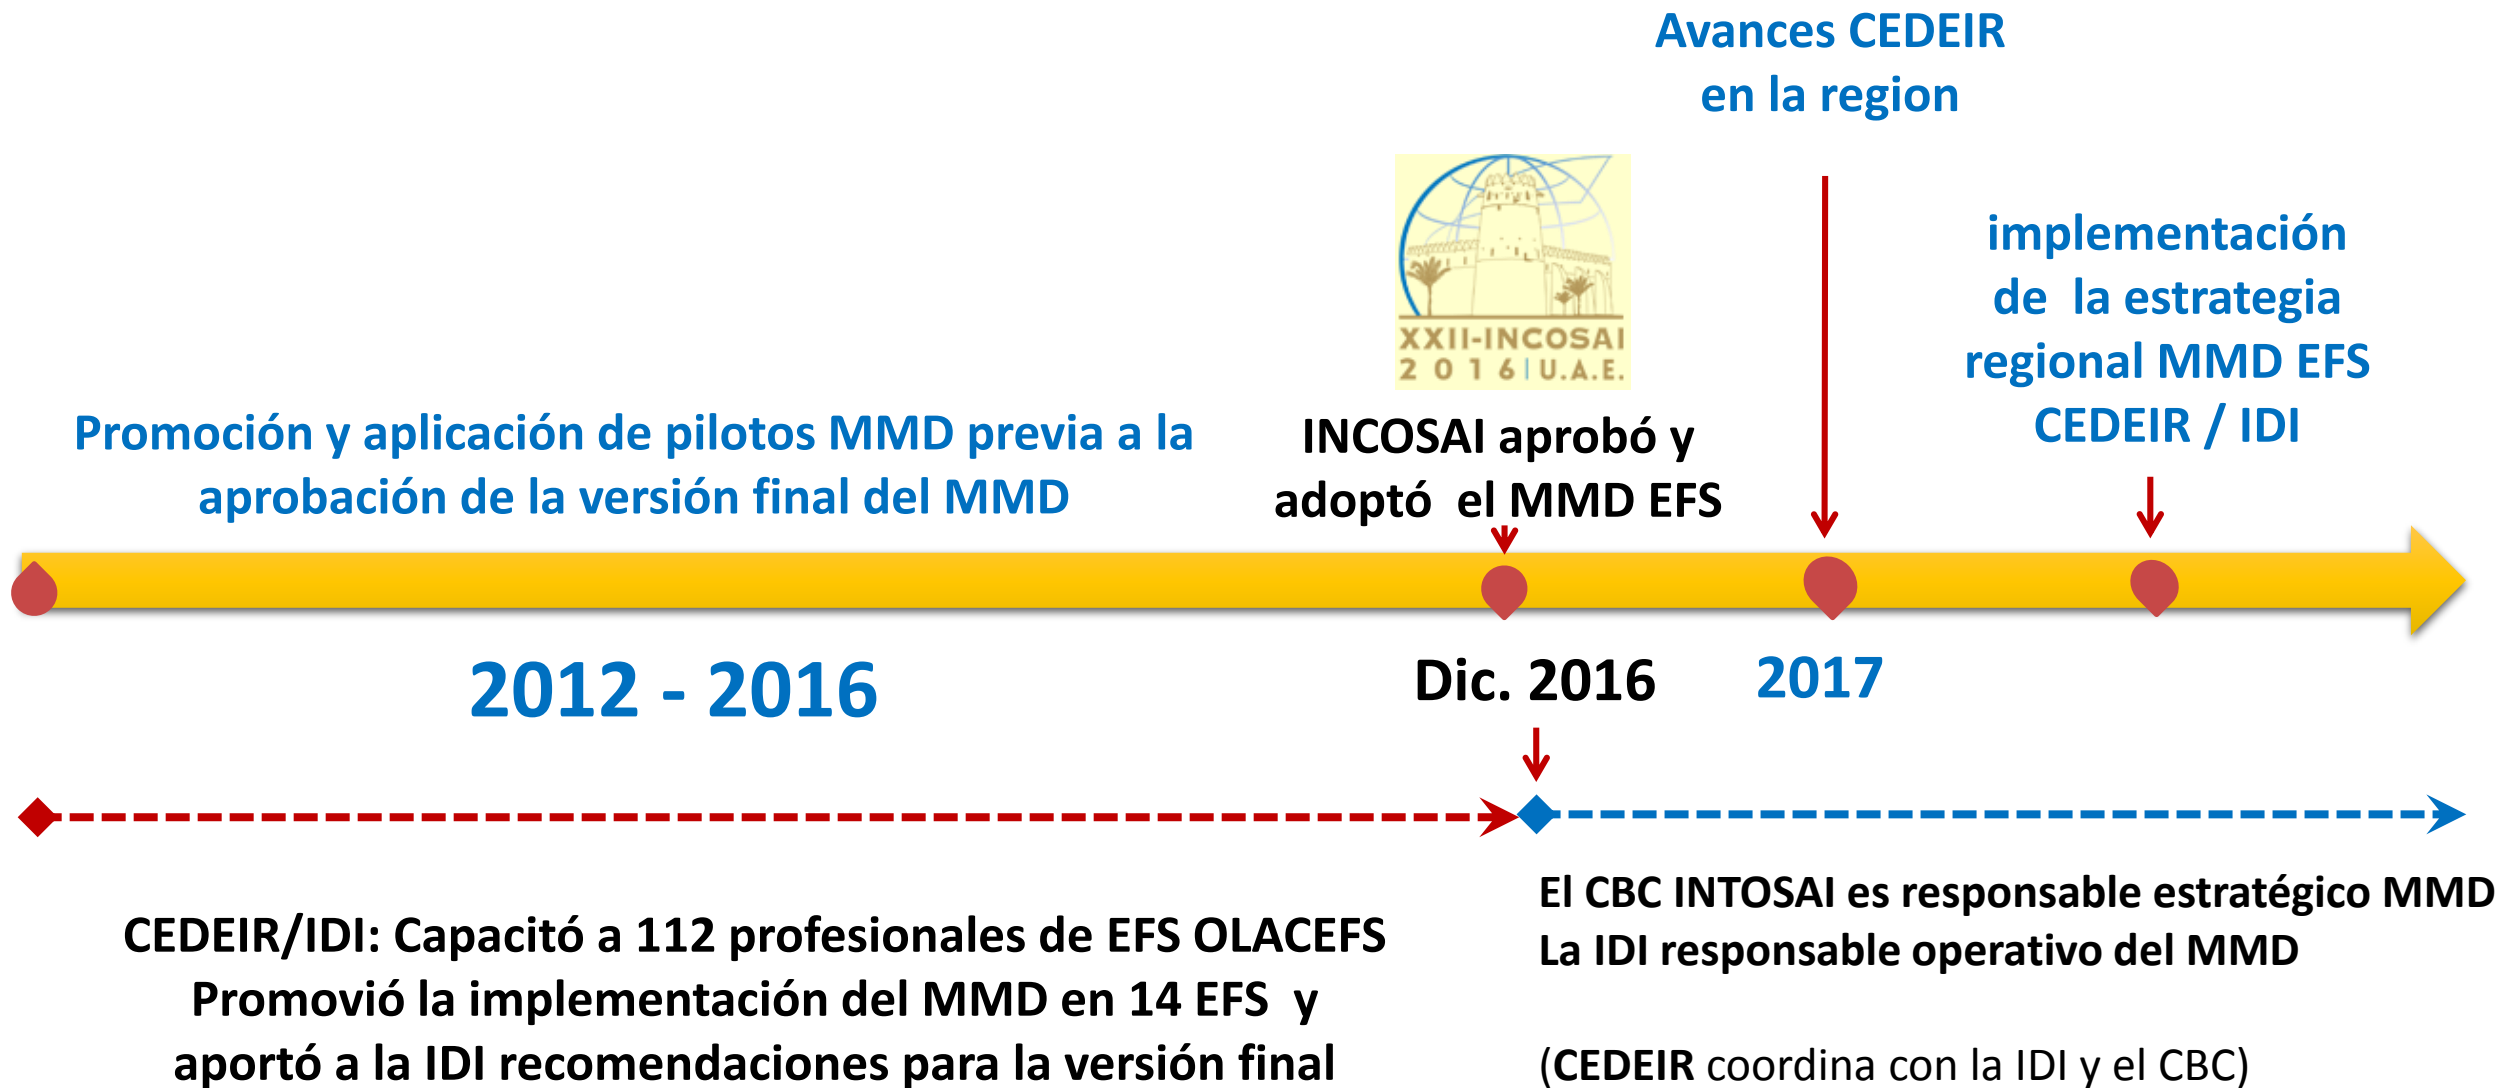 Avances CEDEIR
en la region
XXII-INCOSAI
2016 U.A.E.
implementación
de la estrategia
regional MMD EFS
CEDEIR / IDI
Promoción yaplicación de pilotos MMD previa a la
aprobación de la versión final del MMD
INCOSAI aprobó y
adoptó el MMD EFS
2012 - 2016
Dic. 2016
2017
CEDEIR/IDI: Capacitó a 112 profesionales de EFS OLACEFS
Promovió la implementación del MMD en 14 EFS y
aportó a la IDI recomendaciones para la versión final
El CBC INTOSAI es responsable estratégico MMD
La IDI responsable operativo del MMD
(CEDEIR coordina con la IDI y el CBC)